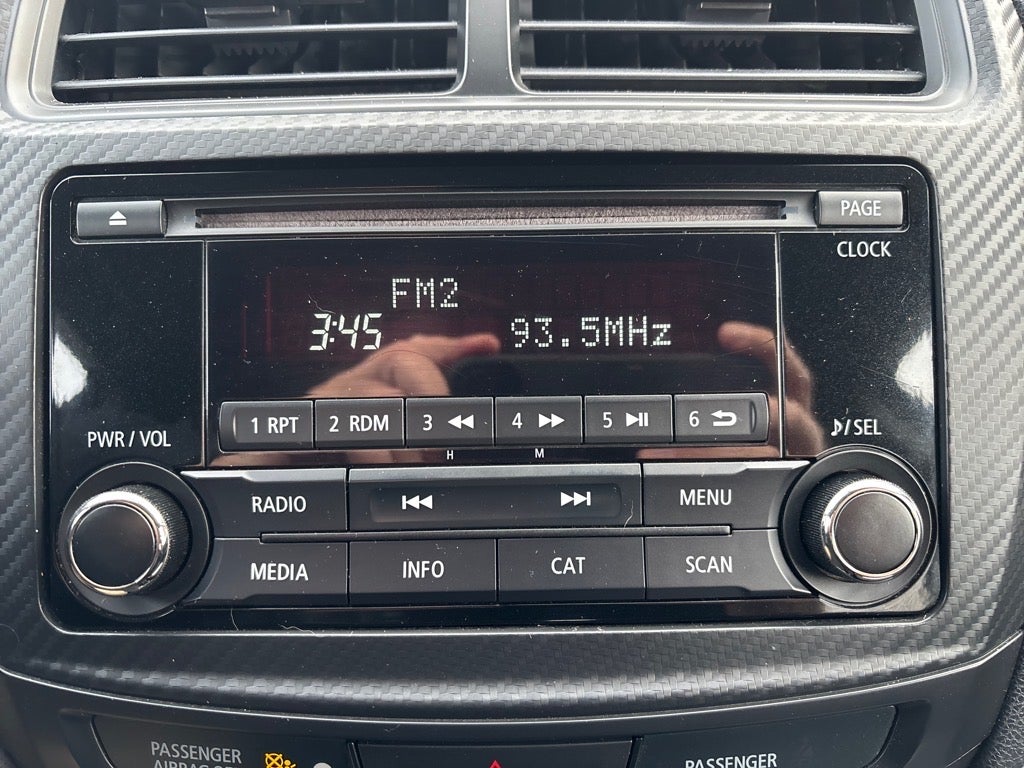 PAGE
CLOCK
FM2
3:45 93.5MHz
1 RPT 2 RDM 3 4 5 6
H M
PWR / VOL
/ SEL
RADIO MENU
MEDIA INFO CAT SCAN
PASSENGER PASSENGER
AIRBAG